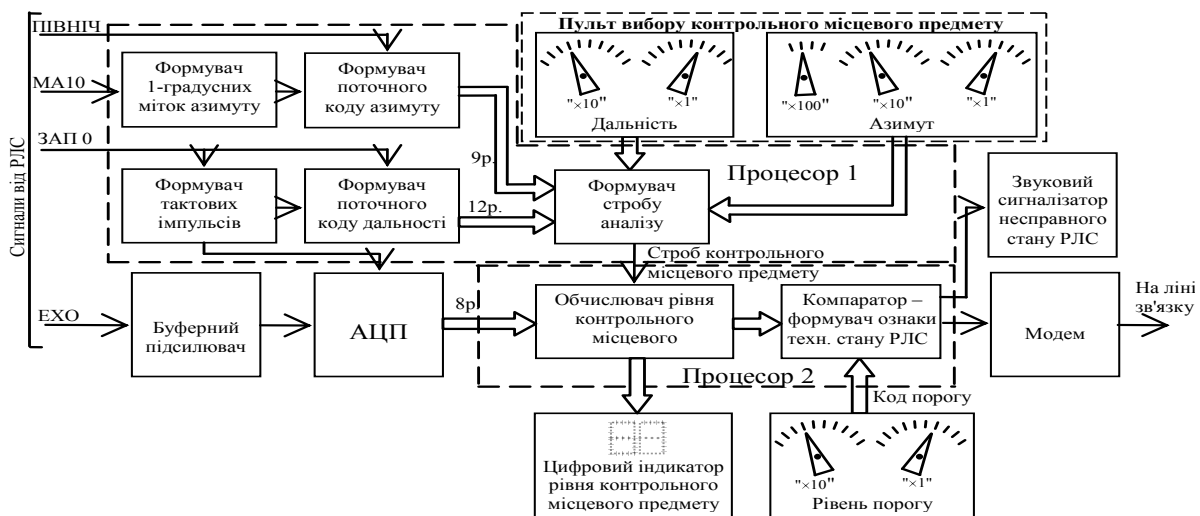 Пульт вибору контрольного місцевого предмету
ПІВНІЧ
МА10
ЗАП 0
ЕХО
Сигнали від РЛС
Формувач
1-градусних
міток азимуту
Формувач
поточного
коду азимуту
"×10"
"×1"
Дальність
"×100"
"×10"
"×1"
Азимут
9р.
12р.
Формувач
тактових
імпульсів
Формувач
поточного
коду дальності
Формувач
стробу
аналізу
Процесор 1
Звуковий
сигналізатор
несправного
стану РЛС
Строб контрольного
місцевого предмету
Буферний
підсилювач
АЦП
8р
Обчислювач рівня
контрольного
місцевого
Компаратор –
формувач ознаки
техн. стану РЛС
Модем
На ліні
зв'язку
Процесор 2
Код порогу
Цифровий індикатор
рівня контрольного
місцевого предмету
"×10"
"×1"
Рівень порогу